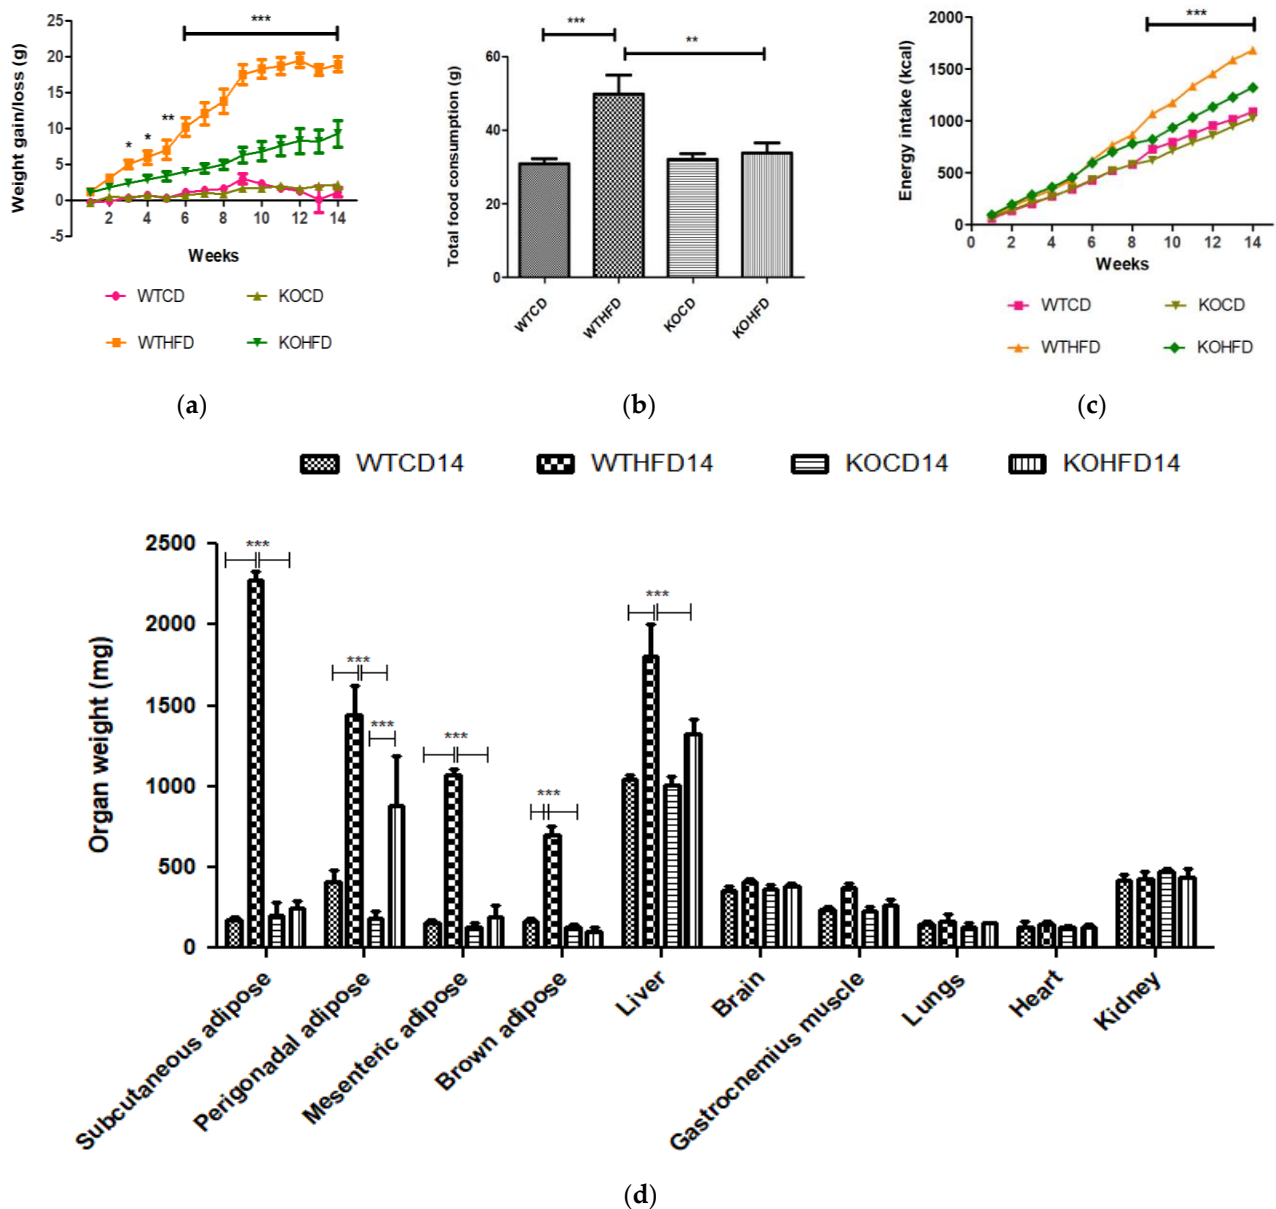 Weight gain/loss (g)
25
20
15
10
5
0
-5
***
*
*
**
2
4
6
8
10
12
14
Weeks
WTCD
KOCD
WTHFD
KOHFD
(a)
Total food consumption (g)
60
40
20
0
***
**
WTCD
WTHFD
KOCD
KOHFD
(b)
Energy intake (kcal)
2000
1500
1000
500
0
***
0
2
4
6
8
10
12
14
Weeks
WTCD
KOCD
WTHFD
KOHFD
(c)
WTCD14
WTHFD14
KOCD14
KOHFD14
Organ weight (mg)
2500
2000
1500
1000
500
0
***
***
***
***
***
***
Subcutaneous adipose
Perigonadal adipose
Mesenteric adipose
Brown adipose
Liver
Brain
Gastrocnemius muscle
Lungs
Heart
Kidney
(d)